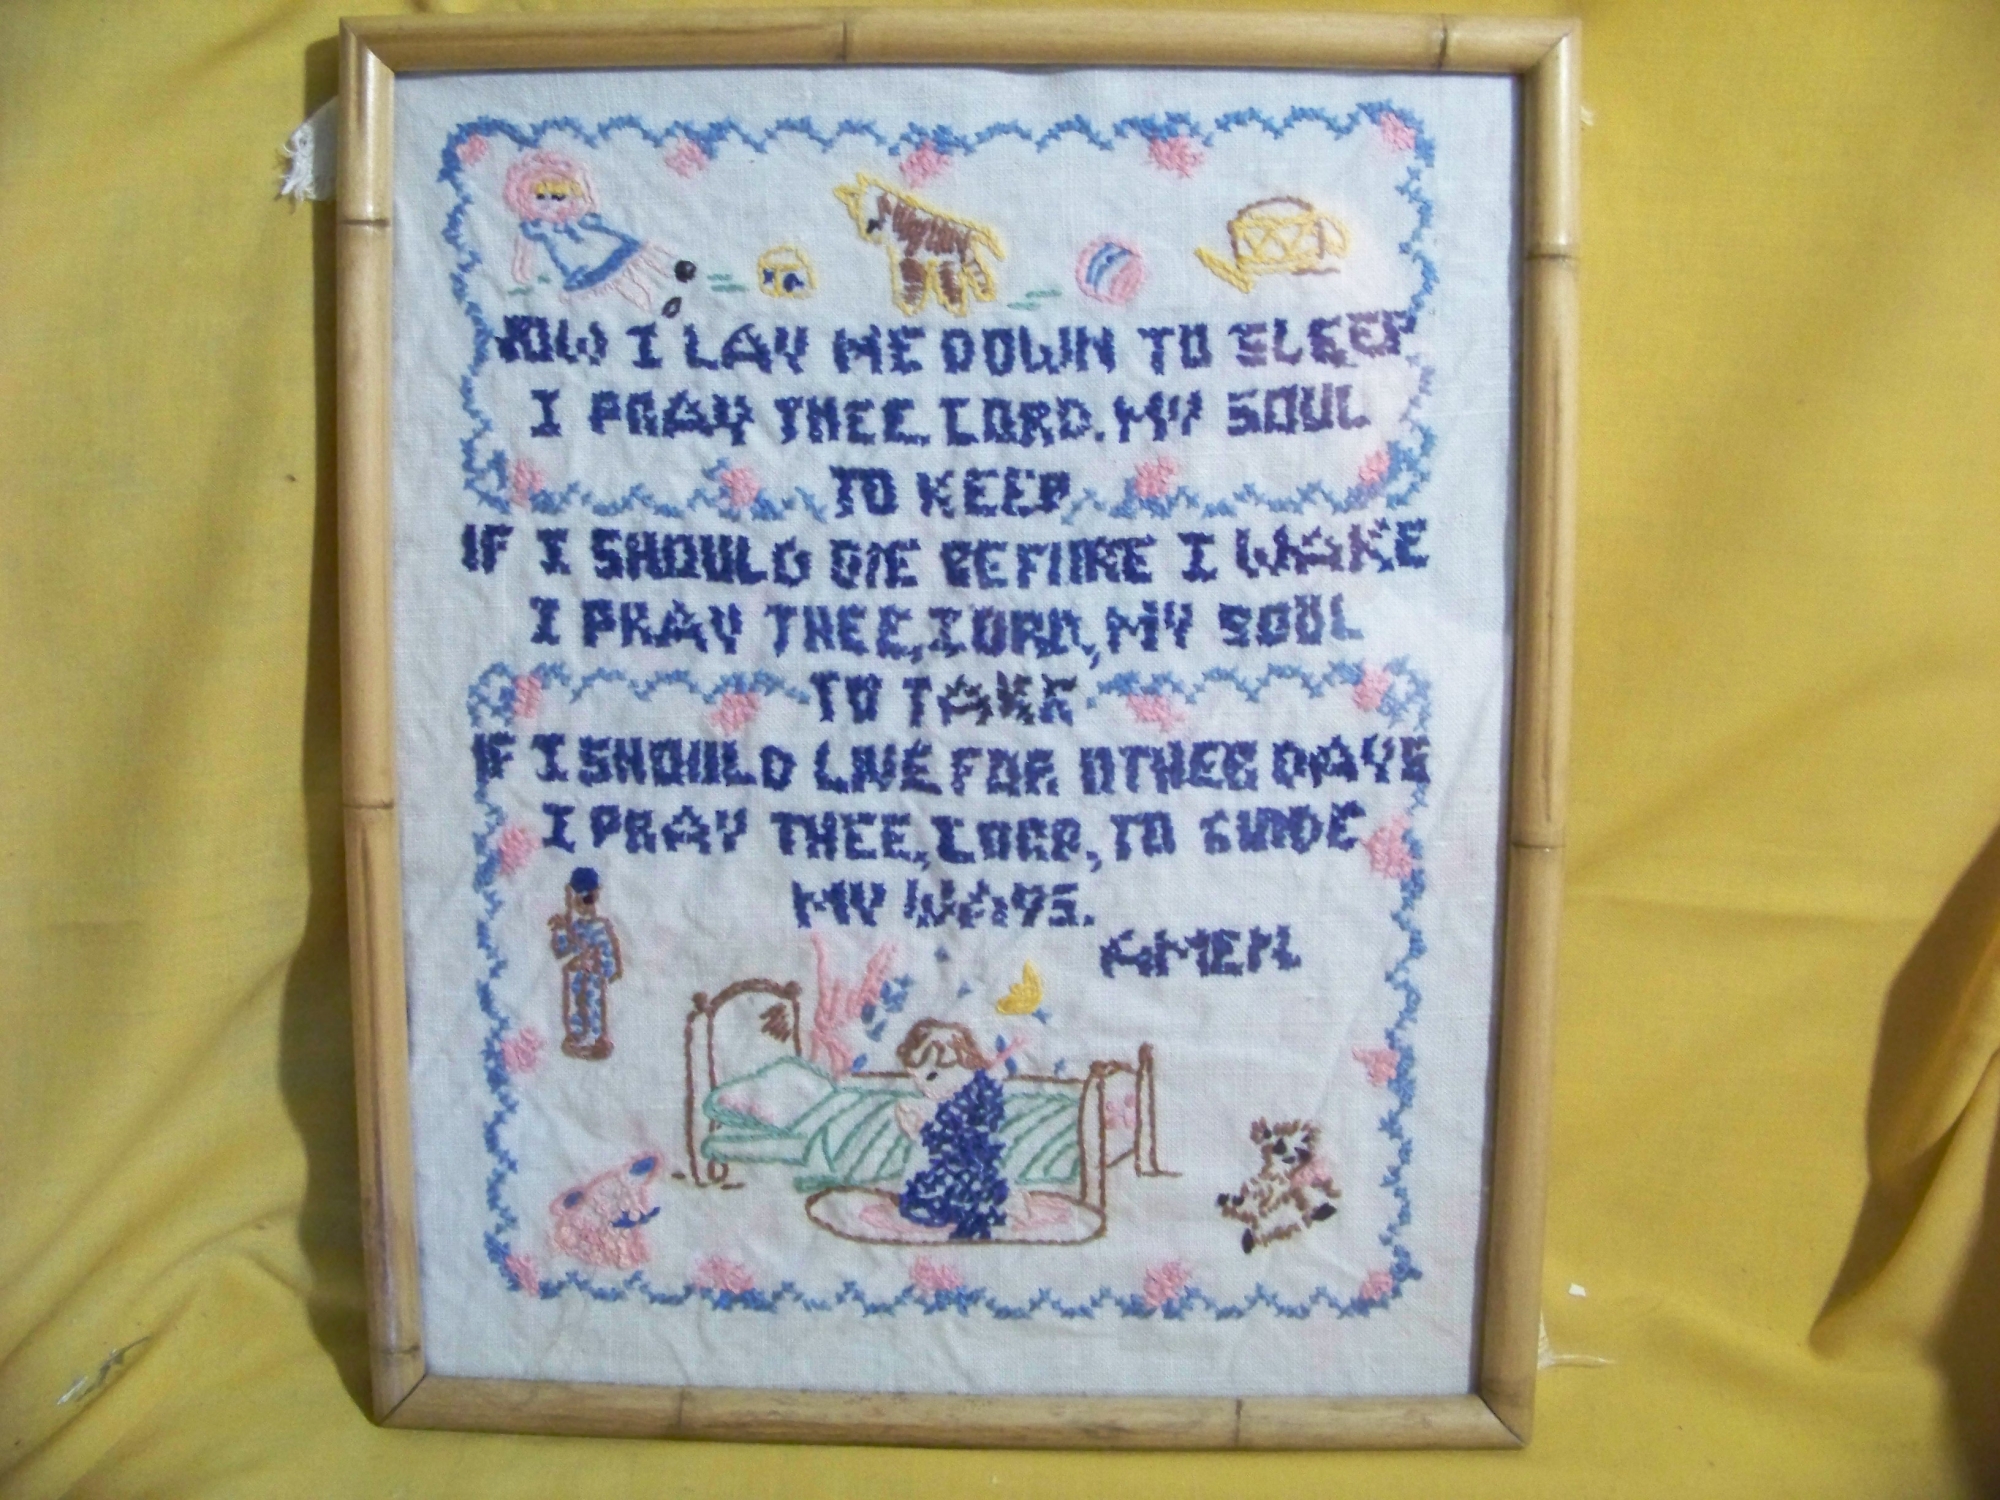 NOW I LAY ME DOWN TO SLEEP
I PRAY THEE, LORD, MY SOUL
TO KEEP
IF I SHOULD DIE BEFORE I WAKE
I PRAY THEE, LORD, MY SOUL
TO TAKE
IF I SHOULD LIVE FOR OTHER DAYS
I PRAY THEE, LORD, TO GUIDE
MY WAYS.
AMEN